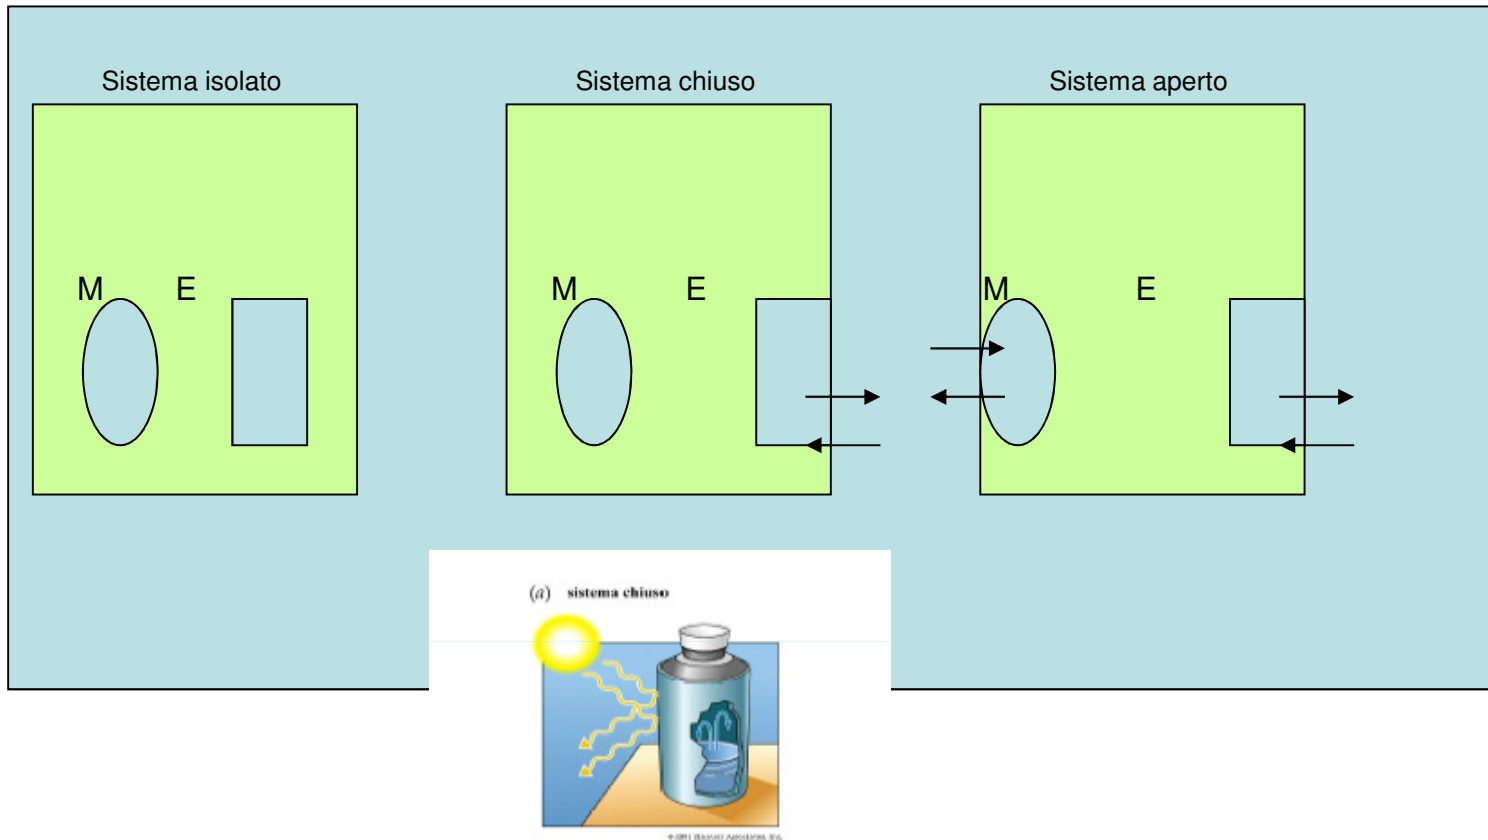 Sistema isolato
Sistema chiuso
Sistema aperto
M E
M E
M E
(a) sistema chiuso